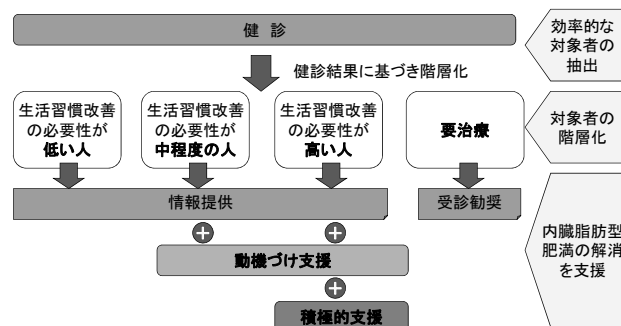 健 診
効率的な
対象者の
抽出
健診結果に基づき階層化
生活習慣改善
の必要性が
低い人
生活習慣改善
の必要性が
中程度の人
生活習慣改善
の必要性が
高い人
要治療
対象者の
階層化
情報提供
受診勧奨
動機づけ支援
積極的支援
内臓脂肪型
肥満の解消
を支援